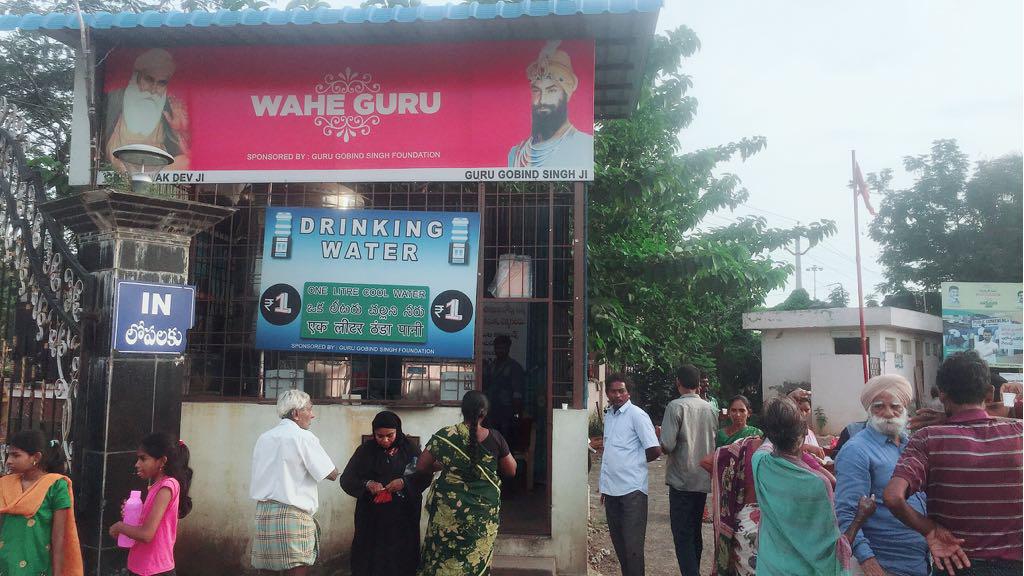 WAHE GURU
SPONSORED BY : GURU GOBIND SINGH FOUNDATION
AK DEV JI
GURU GOBIND SINGH JI
DRINKING
WATER
₹1
ONE LITRE COOL WATER
ఒక లీటరు చల్లని నీరు
एक लीटर ठंडा पानी
₹1
SPONSORED BY : GURU GOBIND SINGH FOUNDATION
IN
లోపలకు